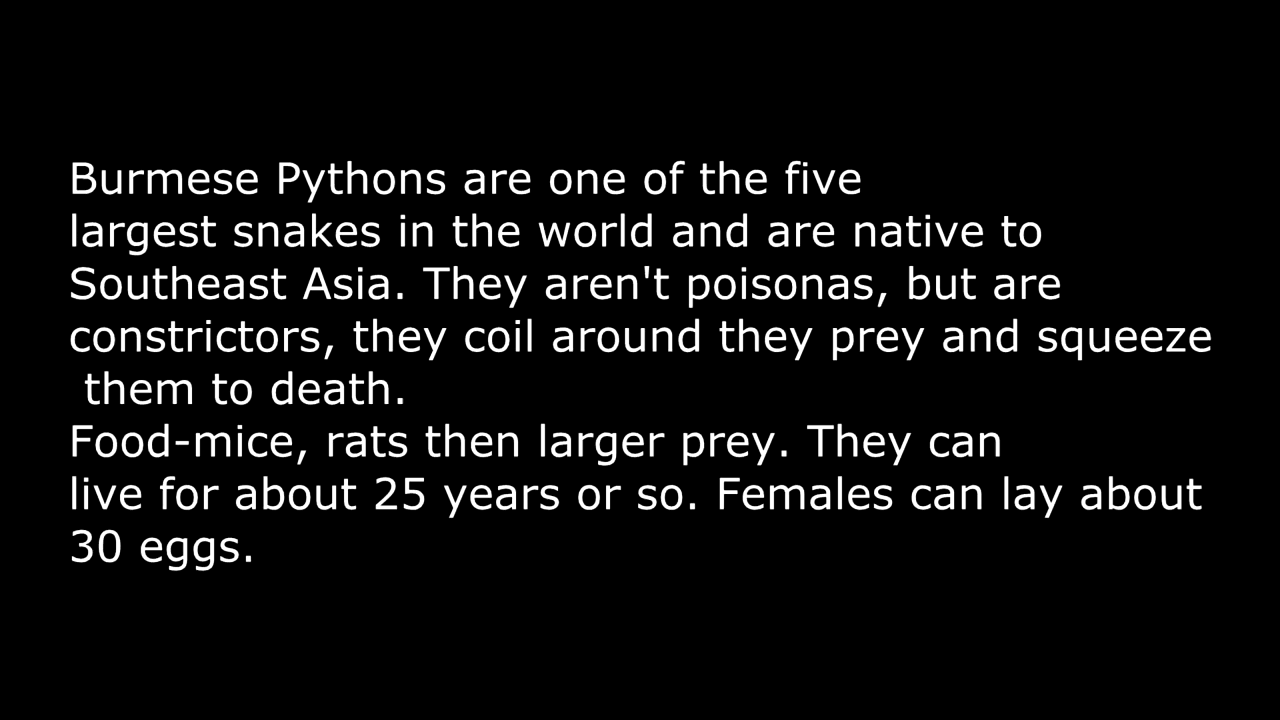 Burmese Pythons are one of the five
largest snakes in the world and are native to
Southeast Asia. They aren't poisonas, but are
constrictors, they coil around they prey and squeeze
them to death.
Food-mice, rats then larger prey. They can
live for about 25 years or so. Females can lay about
30 eggs.